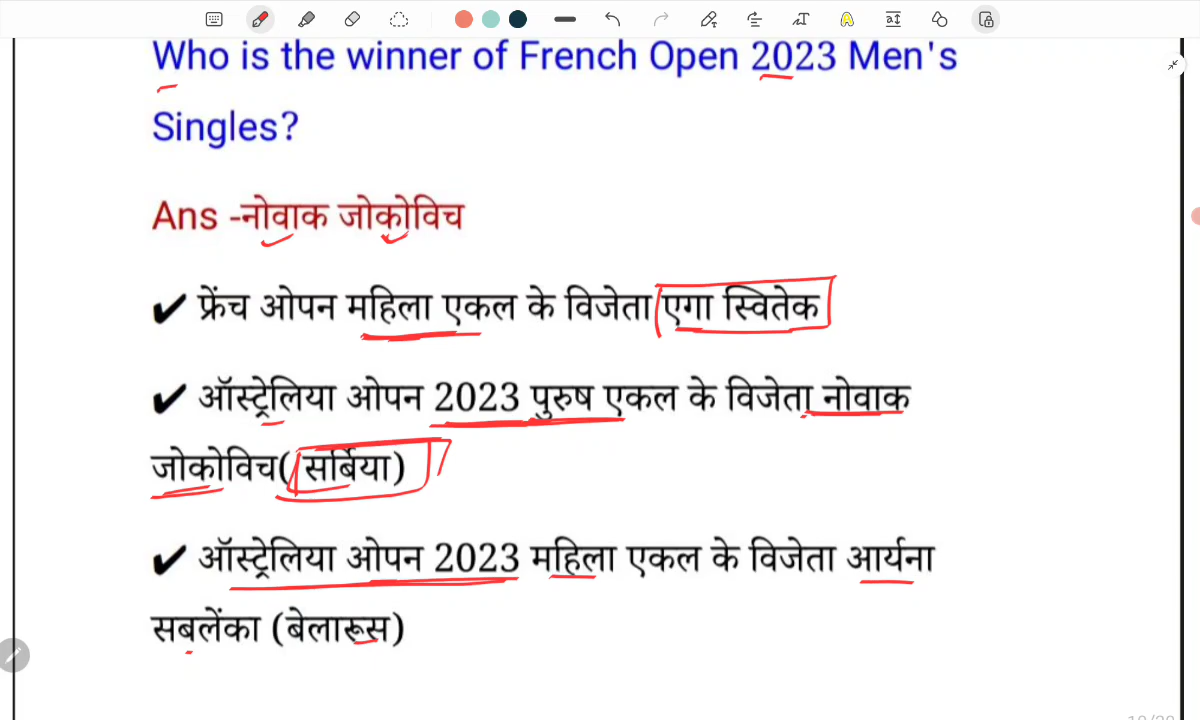 Who is the winner of French Open 2023 Men's
Singles?
Ans -नोवाक जोकोविच
✔ फ्रेंच ओपन महिला एकल के विजेता एगा स्वितेक
✔ ऑस्ट्रेलिया ओपन 2023 पुरुष एकल के विजेता नोवाक
जोकोविच( सर्बिया)
✔ ऑस्ट्रेलिया ओपन 2023 महिला एकल के विजेता आर्यना
सबलेंका (बेलारूस)